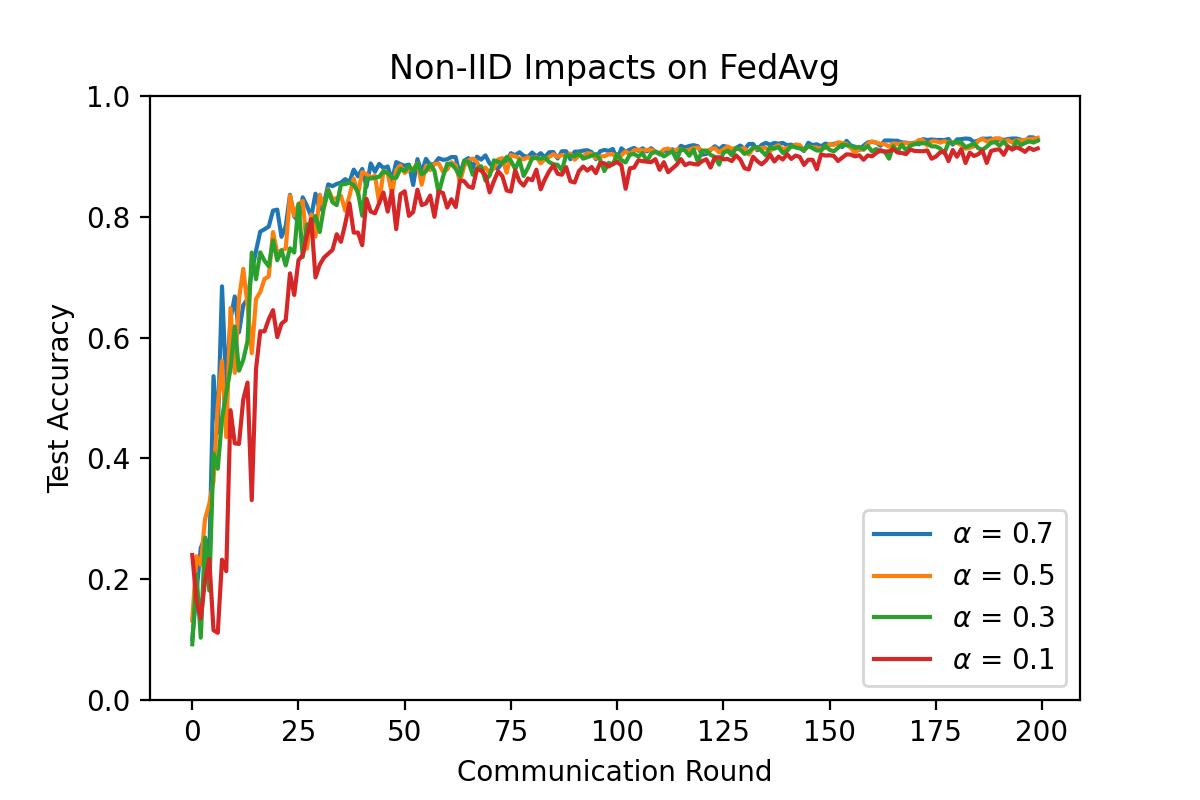 Non-IID Impacts on FedAvg
1.0
0.8
0.6
0.4
0.2
0.0
Test Accuracy
0 25 50 75 100 125 150 175 200
Communication Round
α = 0.7
α = 0.5
α = 0.3
α = 0.1